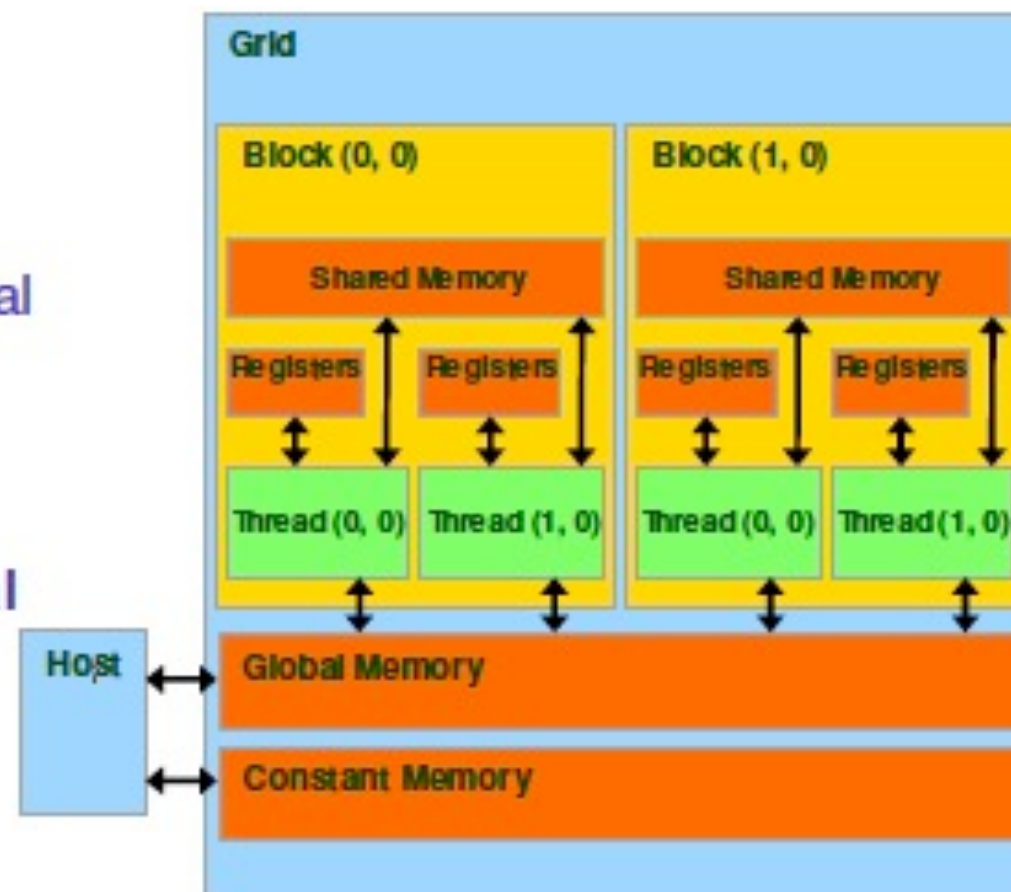 Grid
Block (0, 0)
Block (1, 0)
Shared Memory
Shared Memory
al
Registers
Registers
Registers
Registers
Thread (0, 0)
Thread (1, 0)
Thread (0, 0)
Thread (1, 0)
Host
Global Memory
Constant Memory